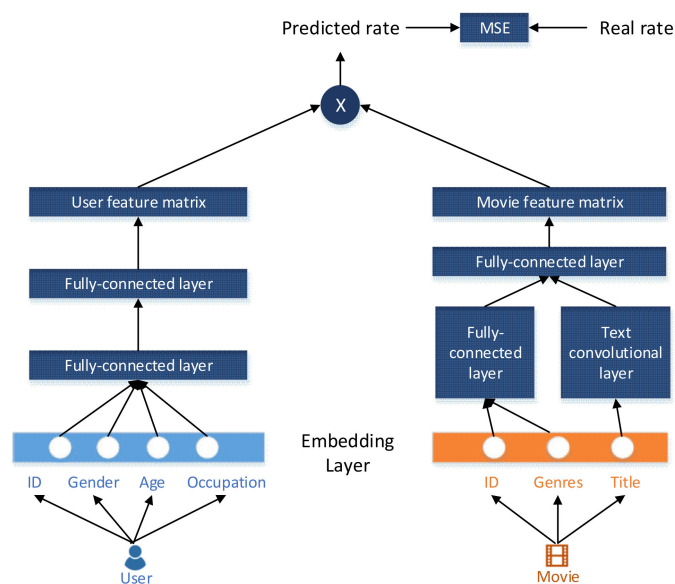 Predicted rate
MSE
Real rate
X
User feature matrix
Movie feature matrix
Fully-connected layer
Fully-connected layer
Fully-
connected
layer
Text
convolutional
layer
Fully-connected layer
Embedding
Layer
ID Gender Age Occupation
ID Genres Title
User
Movie